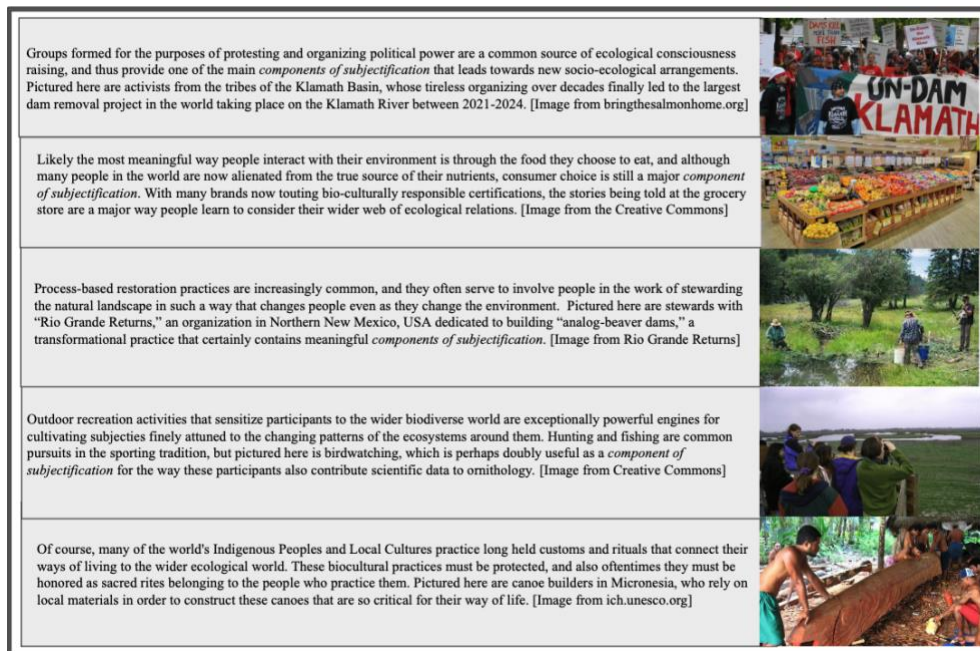 Groups formed for the purposes of protesting and organizing political power are a common source of ecological consciousness
raising, and thus provide one of the main components of subjectification that leads towards new socio-ecological arrangements.
Pictured here are activists from the tribes of the Klamath Basin, whose tireless organizing over decades finally led to the largest
dam removal project in the world taking place on the Klamath River between 2021-2024. [Image from bringthesalmonhome.org]
DAMS KILL
MORE THAN
FISH
UN-DAM
KLAMATH
Likely the most meaningful way people interact with their environment is through the food they choose to eat, and although
many people in the world are now alienated from the true source of their nutrients, consumer choice is still a major component
of subjectification. With many brands now touting bio-culturally responsible certifications, the stories being told at the grocery
store are a major way people learn to consider their wider web of ecological relations. [Image from the Creative Commons]
Process-based restoration practices are increasingly common, and they often serve to involve people in the work of stewarding
the natural landscape in such a way that changes people even as they change the environment. Pictured here are stewards with
“Rio Grande Returns,” an organization in Northern New Mexico, USA dedicated to building “analog-beaver dams,” a
transformational practice that certainly contains meaningful components of subjectification. [Image from Rio Grande Returns]
Outdoor recreation activities that sensitize participants to the wider biodiverse world are exceptionally powerful engines for
cultivating subjecties finely attuned to the changing patterns of the ecosystems around them. Hunting and fishing are common
pursuits in the sporting tradition, but pictured here is birdwatching, which is perhaps doubly useful as a component of
subjectification for the way these participants also contribute scientific data to ornithology. [Image from Creative Commons]
Of course, many of the world's Indigenous Peoples and Local Cultures practice long held customs and rituals that connect their
ways of living to the wider ecological world. These biocultural practices must be protected, and also oftentimes they must be
honored as sacred rites belonging to the people who practice them. Pictured here are canoe builders in Micronesia, who rely on
local materials in order to construct these canoes that are so critical for their way of life. [Image from ich.unesco.org]